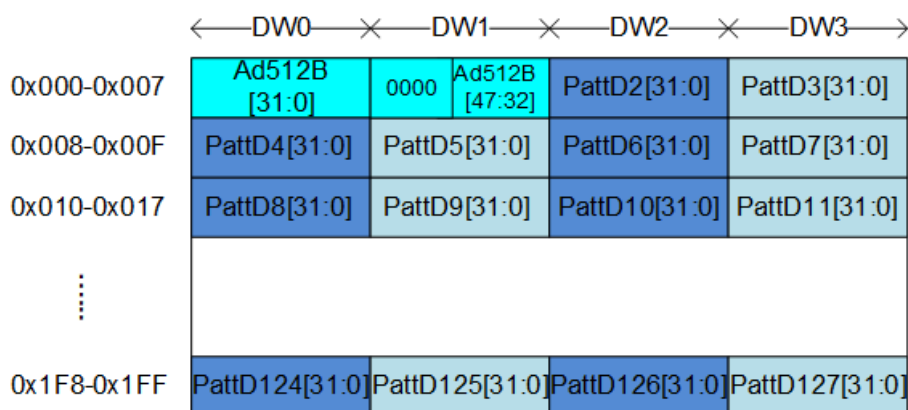 DW0 DW1 DW2 DW3
0x000-0x007 Ad512B [31:0] 0000 Ad512B [47:32] PattD2[31:0] PattD3[31:0]
0x008-0x00F PattD4[31:0] PattD5[31:0] PattD6[31:0] PattD7[31:0]
0x010-0x017 PattD8[31:0] PattD9[31:0] PattD10[31:0] PattD11[31:0]
0x1F8-0x1FF PattD124[31:0] PattD125[31:0] PattD126[31:0] PattD127[31:0]